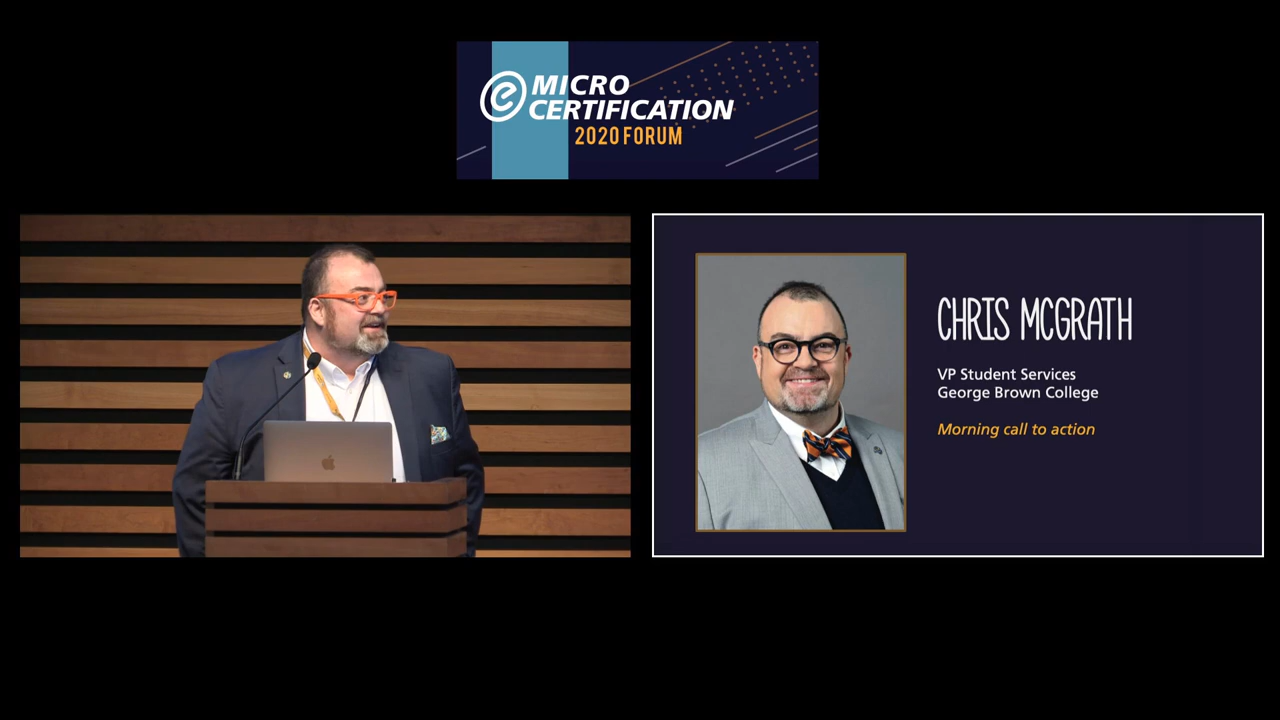 e MICRO
CERTIFICATION
2020 FORUM
CHRIS MCGRATH
VP Student Services
George Brown College
Morning call to action